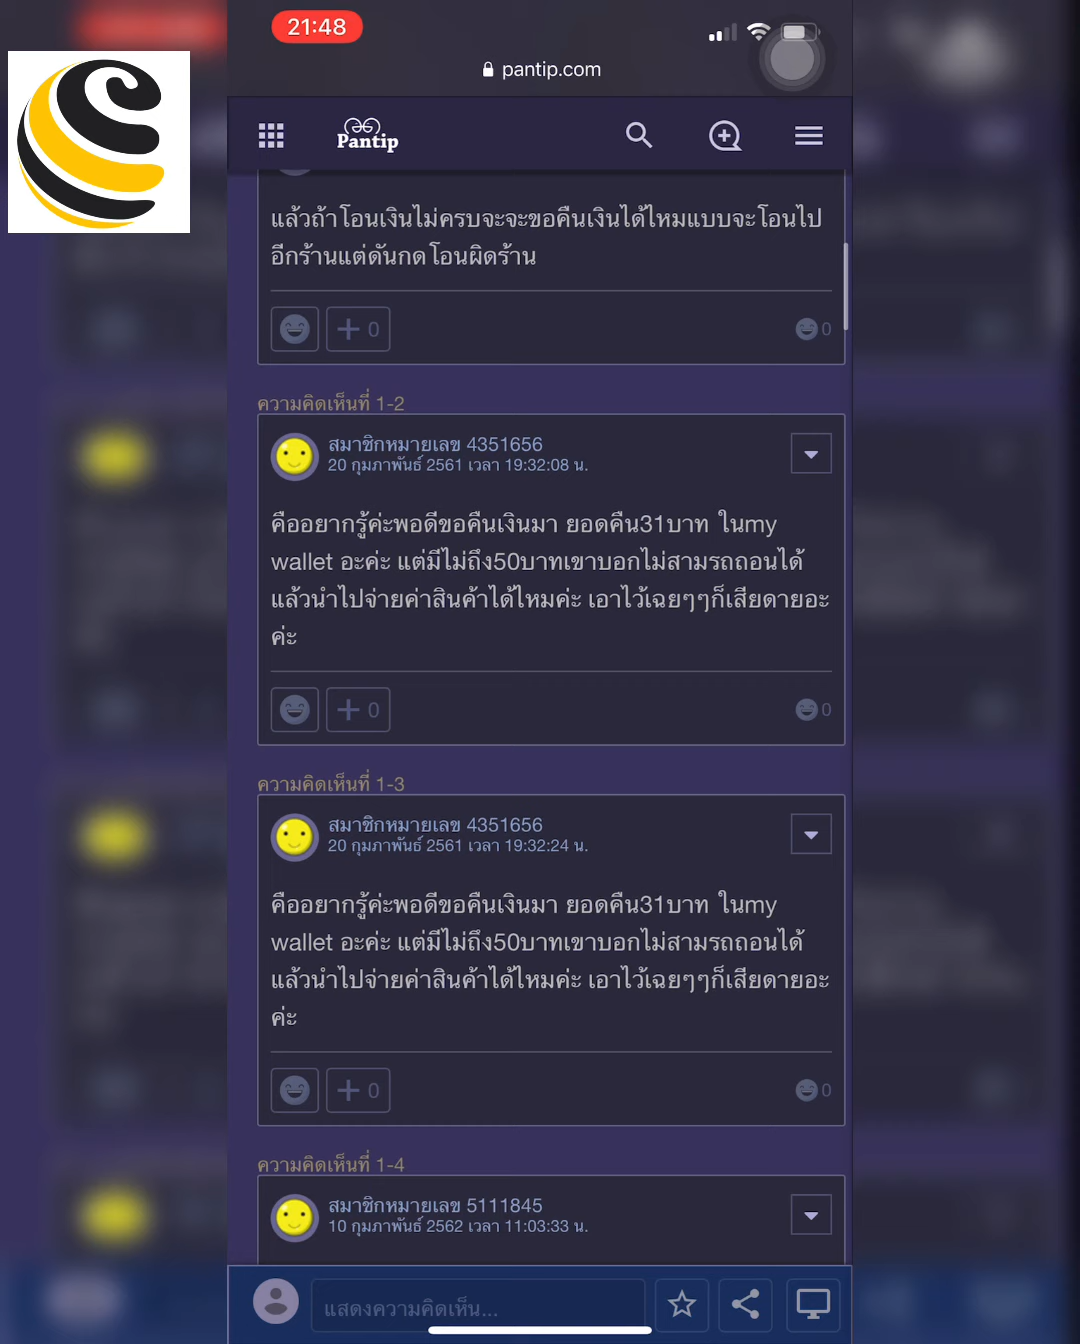 21:48
pantip.com
Pantip
แล้วถ้าโอนเงินไม่ครบจะจะขอคืนเงินได้ไหมแบบจะโอนไป
อีกร้านแต่ดันกดโอนผิดร้าน
0
0
ความคิดเห็นที่ 1-2
สมาชิกหมายเลข 4351656
20 กุมภาพันธ์ 2561 เวลา 19:32:08 น.
คืออยากรู้ค่ะพอดีขอคืนเงินมา ยอดคืน31บาท ในmy
wallet อะค่ะ แต่มีไม่ถึง50บาทเขาบอกไม่สามรถถอนได้
แล้วนำไปจ่ายค่าสินค้าได้ไหมค่ะ เอาไว้เฉยๆๆก็เสียดายอะ
ค่ะ
0
0
ความคิดเห็นที่ 1-3
สมาชิกหมายเลข 4351656
20 กุมภาพันธ์ 2561 เวลา 19:32:24 น.
คืออยากรู้ค่ะพอดีขอคืนเงินมา ยอดคืน31บาท ในmy
wallet อะค่ะ แต่มีไม่ถึง50บาทเขาบอกไม่สามรถถอนได้
แล้วนำไปจ่ายค่าสินค้าได้ไหมค่ะ เอาไว้เฉยๆๆก็เสียดายอะ
ค่ะ
0
0
ความคิดเห็นที่ 1-4
สมาชิกหมายเลข 5111845
10 กุมภาพันธ์ 2562 เวลา 11:03:33 น.
แสดงความคิดเห็น...